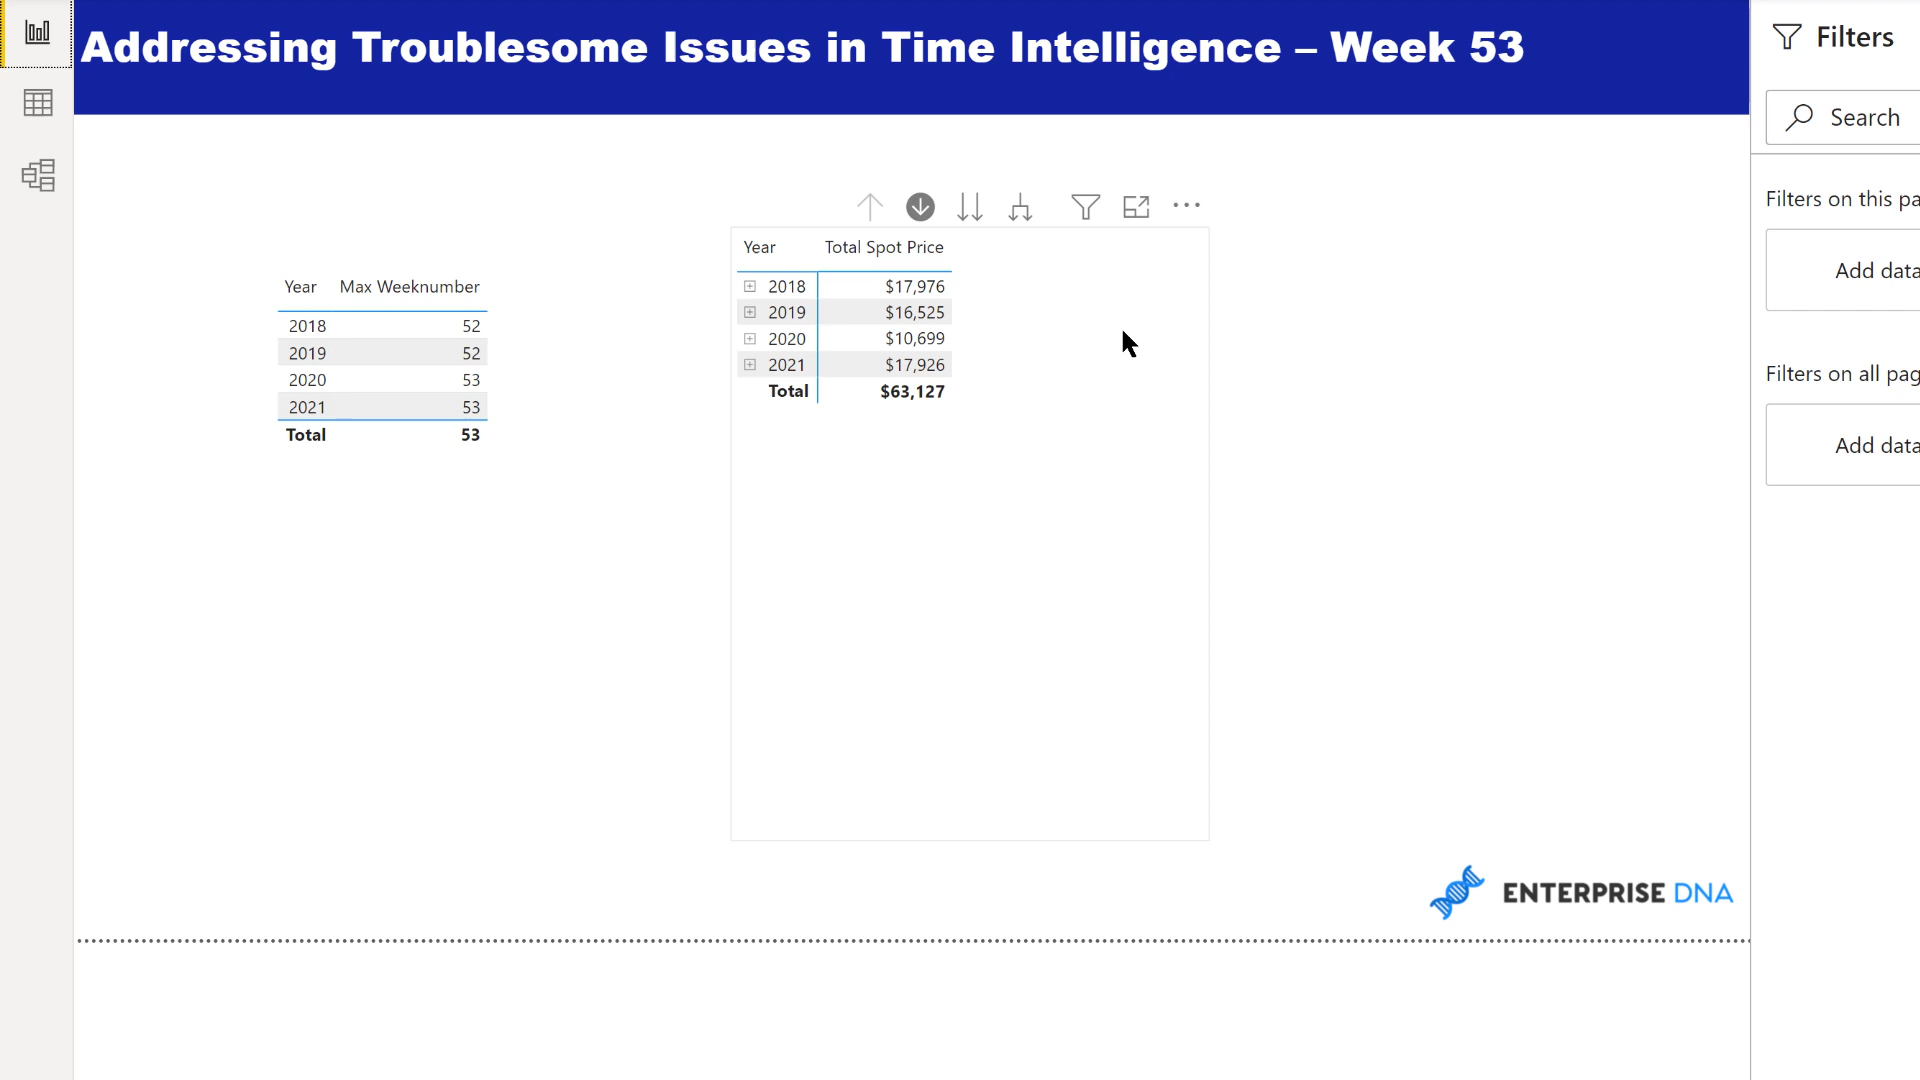 Addressing Troublesome Issues in Time Intelligence – Week 53
Filters
Search
Filters on this pa
Add data
Filters on all pag
Add data
Year Max Weeknumber
2018 52
2019 52
2020 53
2021 53
Total 53
Year Total Spot Price
2018 $17,976
2019 $16,525
2020 $10,699
2021 $17,926
Total $63,127
ENTERPRISE DNA